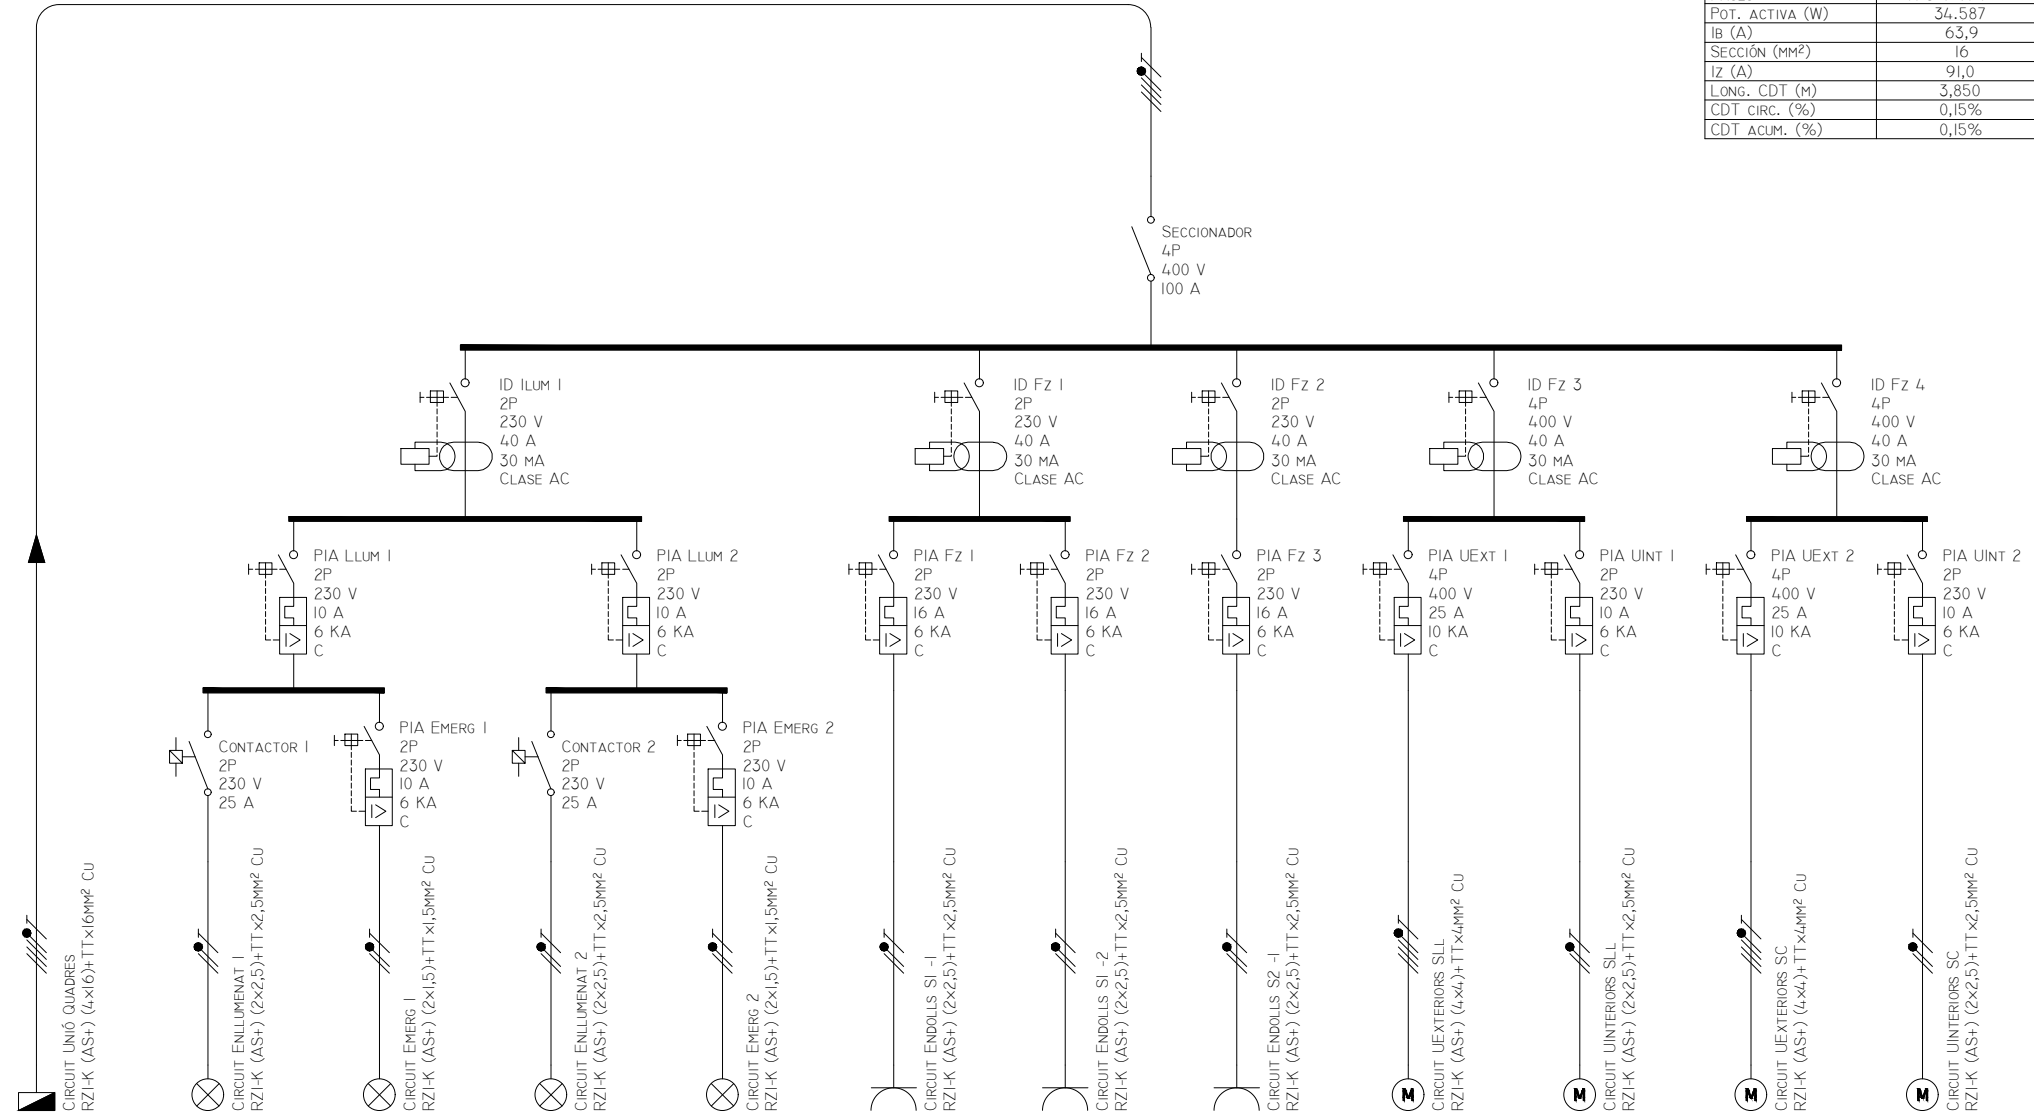 POT. ACTIVA (W) 34.587
IB (A) 63,9
SECCIÓN (MM²) 16
IZ (A) 91,0
LONG. CDT (M) 3,850
CDT CIRC. (%) 0,15%
CDT ACUM. (%) 0,15%
SECCIONADOR
4P
400 V
100 A
ID ILUM 1
2P
230 V
40 A
30 MA
CLASE AC
ID FZ 1
2P
230 V
40 A
30 MA
CLASE AC
ID FZ 2
2P
230 V
40 A
30 MA
CLASE AC
ID FZ 3
4P
400 V
40 A
30 MA
CLASE AC
ID FZ 4
4P
400 V
40 A
30 MA
CLASE AC
PIA LLUM 1
2P
230 V
10 A
6 KA
C
PIA LLUM 2
2P
230 V
10 A
6 KA
C
PIA FZ 1
2P
230 V
16 A
6 KA
C
PIA FZ 2
2P
230 V
16 A
6 KA
C
PIA FZ 3
2P
230 V
16 A
6 KA
C
PIA UEXT 1
4P
400 V
25 A
10 KA
C
PIA UINT 1
2P
230 V
10 A
6 KA
C
PIA UEXT 2
4P
400 V
25 A
10 KA
C
PIA UINT 2
2P
230 V
10 A
6 KA
C
CONTACTOR 1
2P
230 V
25 A
PIA EMERG 1
2P
230 V
10 A
6 KA
C
CONTACTOR 2
2P
230 V
25 A
PIA EMERG 2
2P
230 V
10 A
6 KA
C
CIRCUIT UNIÓ QUADRES
RZ1-K (AS+) (4x16)+TTx16MM² CU
CIRCUIT ENLLUMENAT 1
RZ1-K (AS+) (2x2,5)+TTx2,5MM² CU
CIRCUIT EMERG 1
RZ1-K (AS+) (2x1,5)+TTx1,5MM² CU
CIRCUIT ENLLUMENAT 2
RZ1-K (AS+) (2x2,5)+TTx2,5MM² CU
CIRCUIT EMERG 2
RZ1-K (AS+) (2x1,5)+TTx1,5MM² CU
CIRCUIT ENDOLLS S1 -1
RZ1-K (AS+) (2x2,5)+TTx2,5MM² CU
CIRCUIT ENDOLLS S1 -2
RZ1-K (AS+) (2x2,5)+TTx2,5MM² CU
CIRCUIT ENDOLLS S2 -1
RZ1-K (AS+) (2x2,5)+TTx2,5MM² CU
M
CIRCUIT UEXTERIORS SLL
RZ1-K (AS+) (4x4)+TTx4MM² CU
M
CIRCUIT UINTERIORS SLL
RZ1-K (AS+) (2x2,5)+TTx2,5MM² CU
M
CIRCUIT UEXTERIORS SC
RZ1-K (AS+) (4x4)+TTx4MM² CU
M
CIRCUIT UINTERIORS SC
RZ1-K (AS+) (2x2,5)+TTx2,5MM² CU